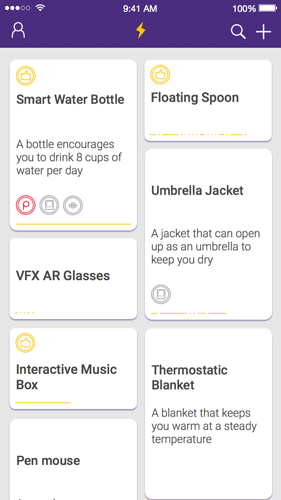 9:41 AM
100%
Smart Water Bottle
A bottle encourages
you to drink 8 cups of
water per day
VFX AR Glasses
Interactive Music
Box
Pen mouse
Floating Spoon
Umbrella Jacket
A jacket that can open
up as an umbrella to
keep you dry
Thermostatic
Blanket
A blanket that keeps
you warm at a steady
temperature